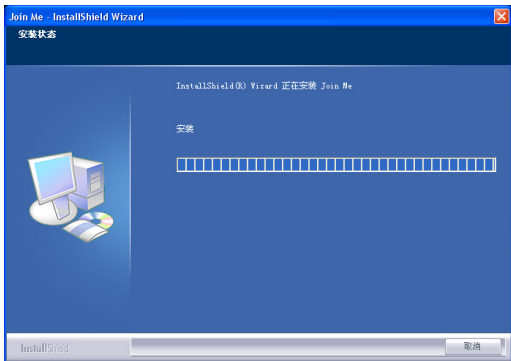 Join Me - InstallShield Wizard
安装状态
InstallShield(R) Wizard 正在安装 Join Me
安装
InstallShield
取消